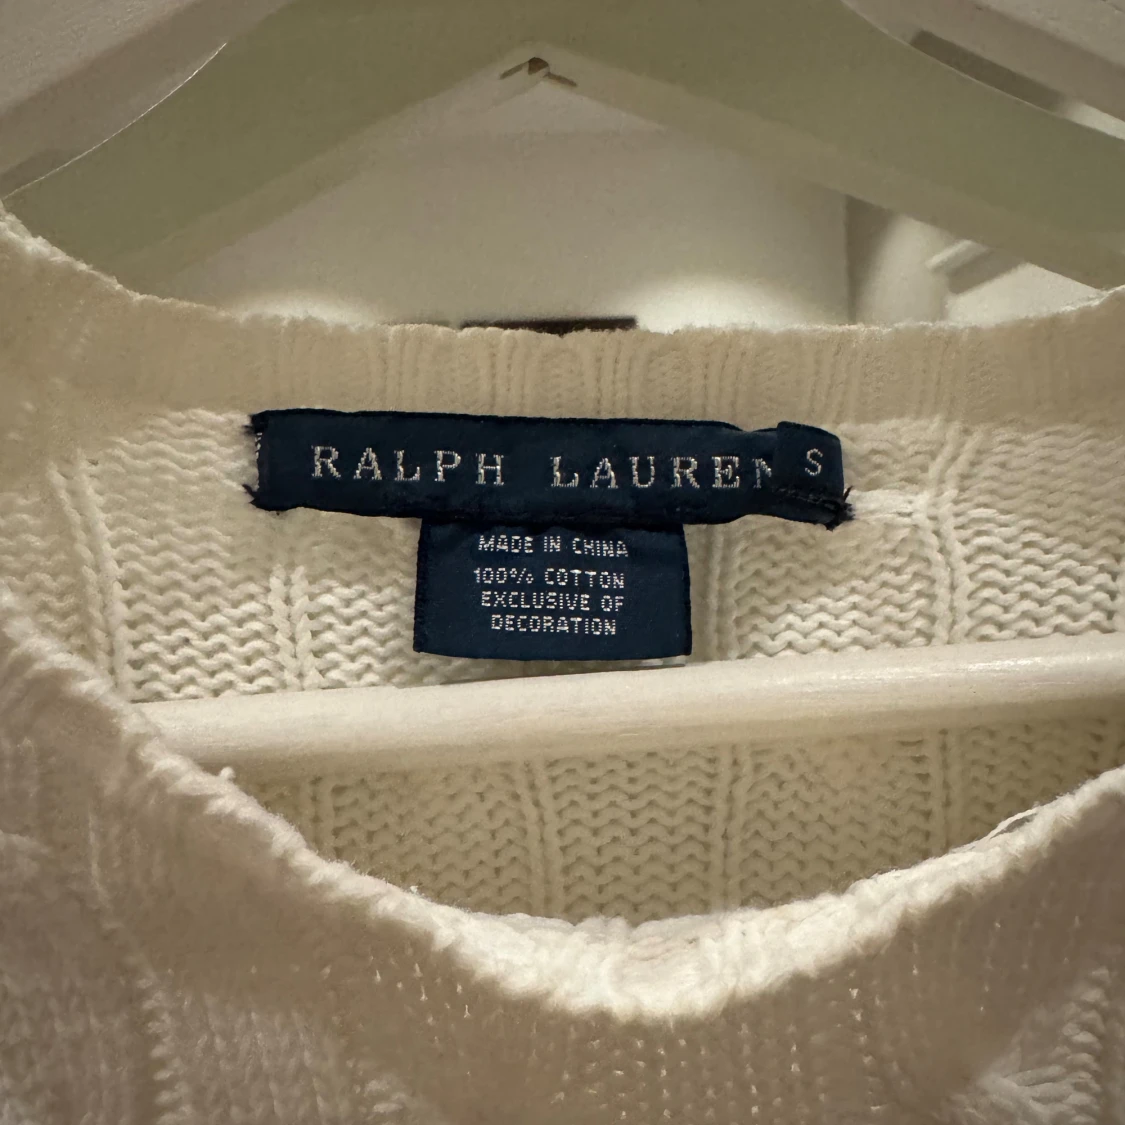 RALPH LAUREN
S
MADE IN CHINA
100% COTTON
EXCLUSIVE OF
DECORATION